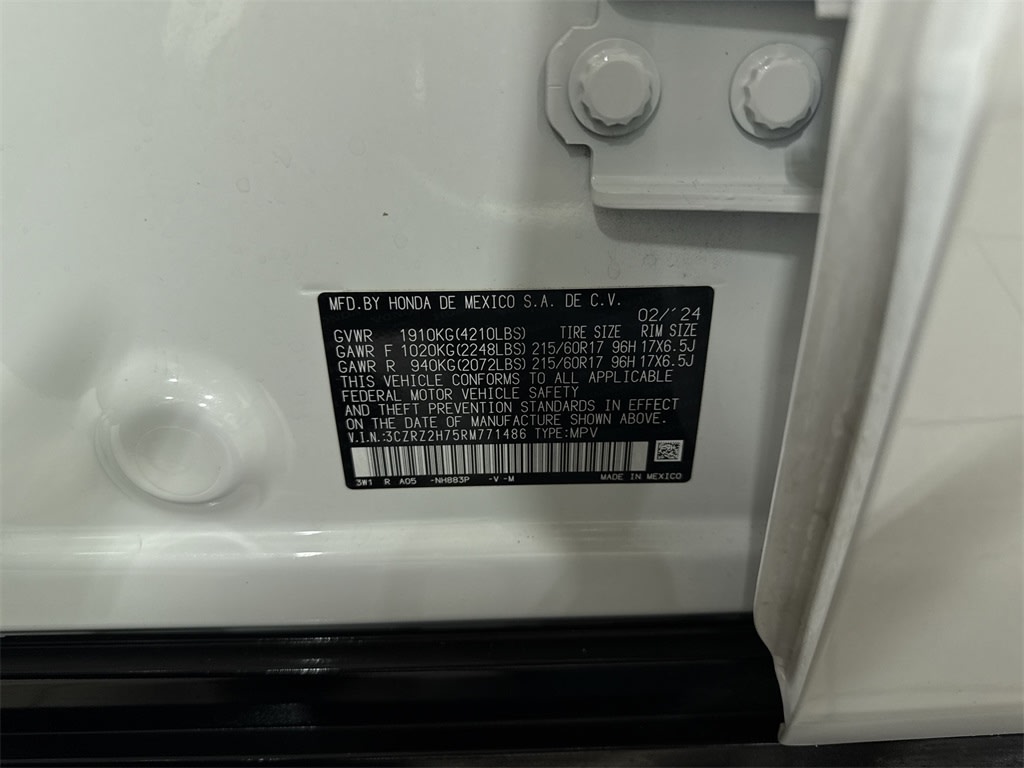 MFD.BY HONDA DE MEXICO S.A. DE C.V.
02/'24
GVWR 1910KG(4210LBS) TIRE SIZE RIM SIZE
GAWR F 1020KG(2248LBS) 215/60R17 96H 17X6.5J
GAWR R 940KG(2072LBS) 215/60R17 96H 17X6.5J
THIS VEHICLE CONFORMS TO ALL APPLICABLE
FEDERAL MOTOR VEHICLE SAFETY
AND THEFT PREVENTION STANDARDS IN EFFECT
ON THE DATE OF MANUFACTURE SHOWN ABOVE.
V.I.N:3CZRZ2H75RM771486 TYPE:MPV
3W1 R A05 -NH883P -V -M MADE IN MEXICO